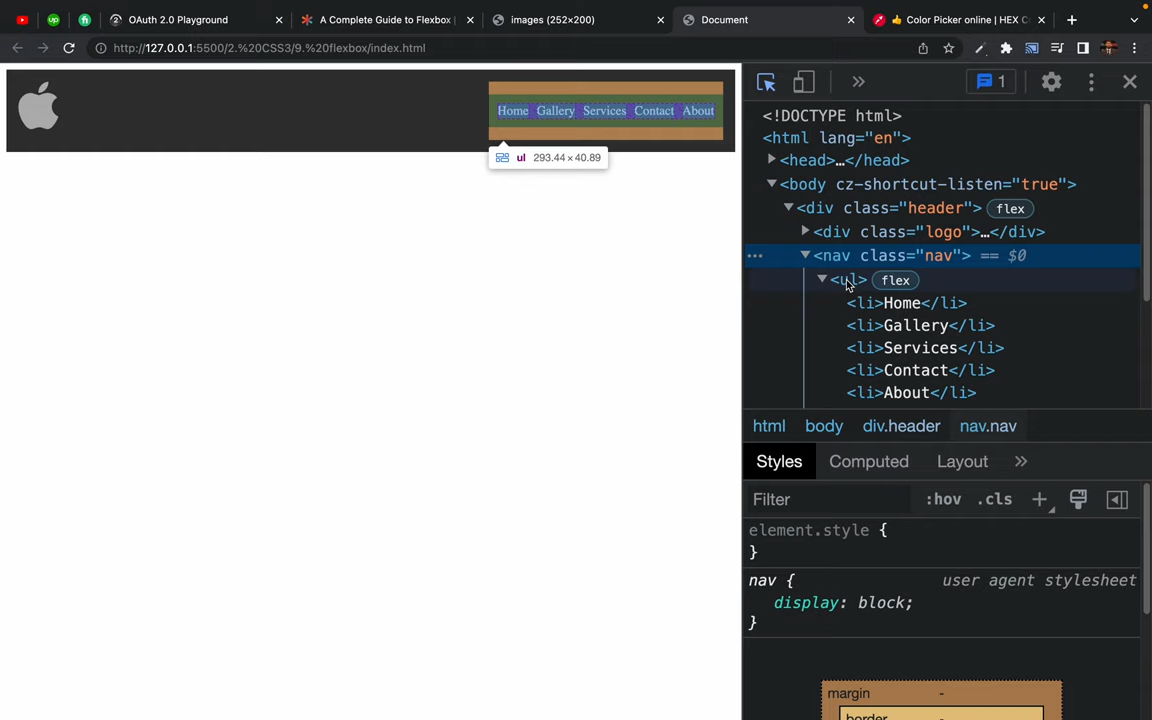 OAuth 2.0 Playground
A Complete Guide to Flexbox
images (252×200)
Document
👍 Color Picker online | HEX C
http://127.0.0.1:5500/2.%20CSS3/9.%20flexbox/index.html
1
Home Gallery Services Contact About
ul 293.44×40.89
<!DOCTYPE html>
<html lang="en">
<head>…</head>
<body cz-shortcut-listen="true">
<div class="header"> flex
<div class="logo">…</div>
<nav class="nav"> == $0
<ul> flex
<li>Home</li>
<li>Gallery</li>
<li>Services</li>
<li>Contact</li>
<li>About</li>
html body div.header nav.nav
Styles Computed Layout
Filter :hov .cls
element.style {
}
nav { user agent stylesheet
display: block;
}
margin -
border -